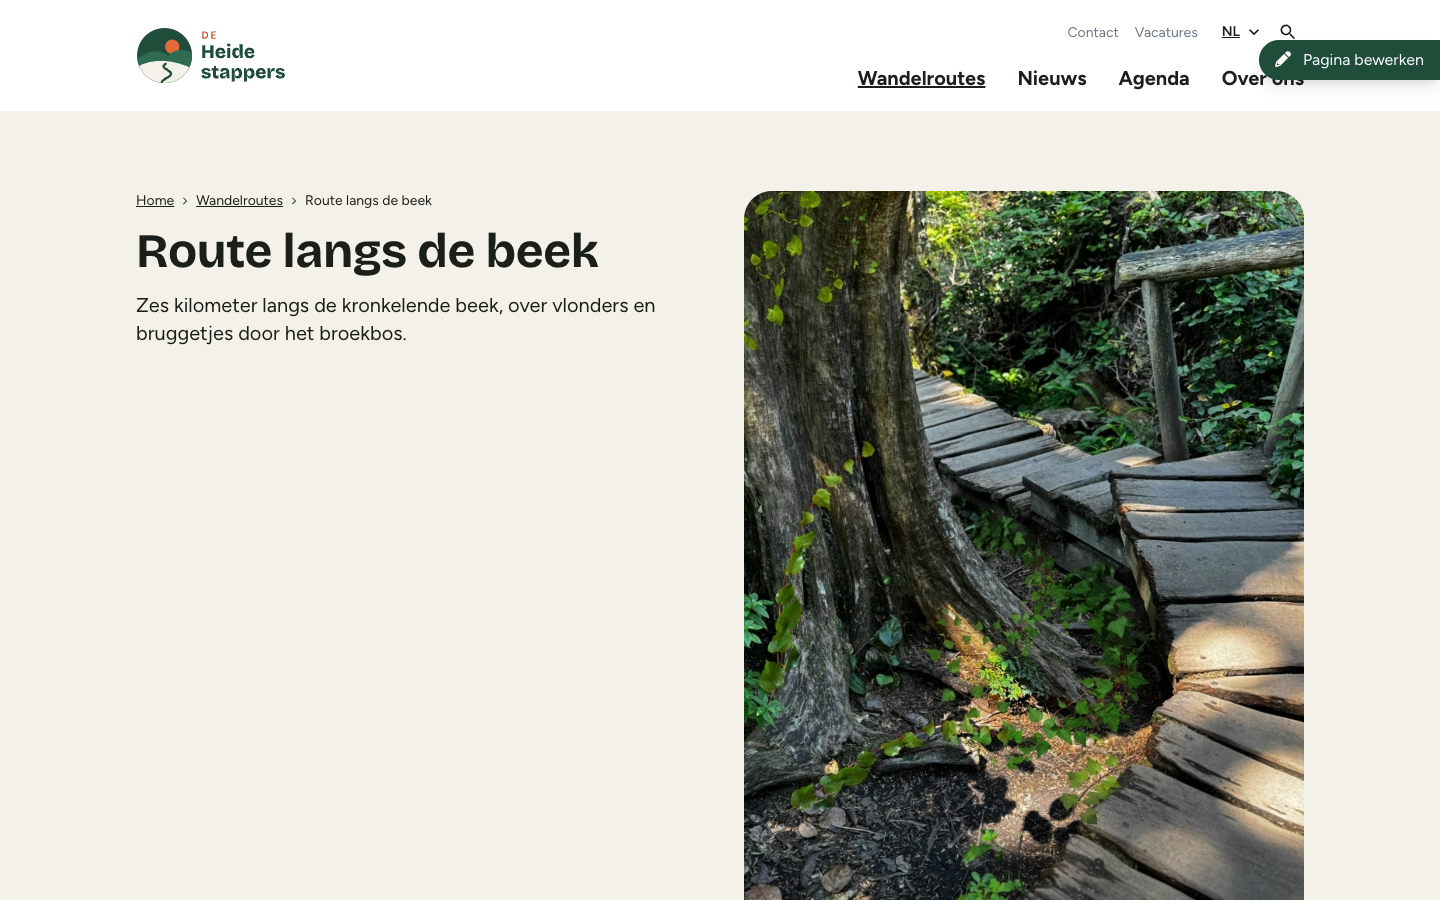 DE
Heide
stappers
Contact
Vacatures
NL
Pagina bewerken
Wandelroutes
Nieuws
Agenda
Over ons
Home > Wandelroutes > Route langs de beek
Route langs de beek
Zes kilometer langs de kronkelende beek, over vlonders en
bruggetjes door het broekbos.